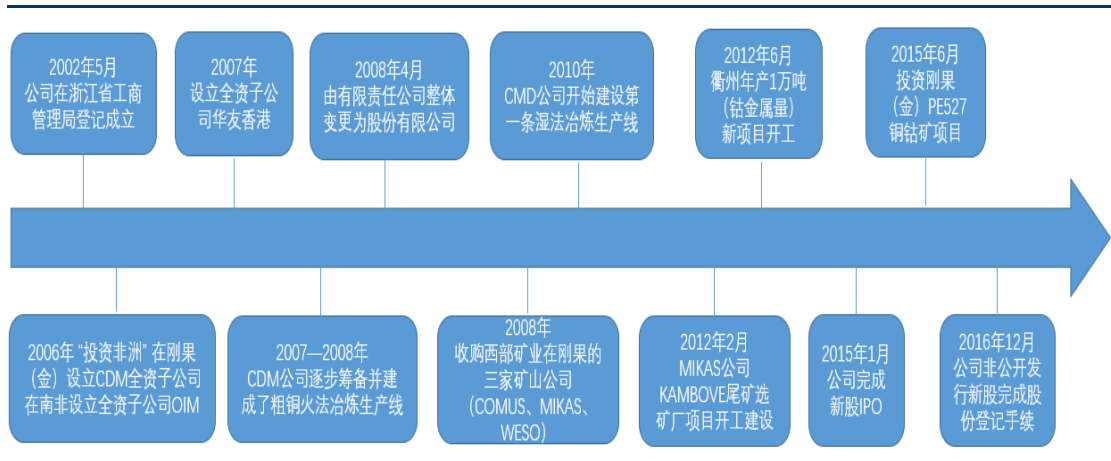 2002年5月
公司在浙江省工商
管理局登记成立
2007年
设立全资子公
司华友香港
2008年4月
由有限责任公司整体
变更为股份有限公司
2010年
CMD公司开始建设第
一条湿法冶炼生产线
2012年6月
衢州年产1万吨
（钴金属量）
新项目开工
2015年6月
投资刚果
（金）PE527
铜钴矿项目
2006年 “投资非洲” 在刚果
（金）设立CDM全资子公司
在南非设立全资子公司OIM
2007—2008年
CDM公司逐步筹备并建
成了粗铜火法冶炼生产线
2008年
收购西部矿业在刚果的
三家矿山公司
（COMUS、MIKAS、
WESO）
2012年2月
MIKAS公司
KAMBOVE尾矿选
矿厂项目开工建设
2015年1月
公司完成
新股IPO
2016年12月
公司非公开发
行新股完成股
份登记手续